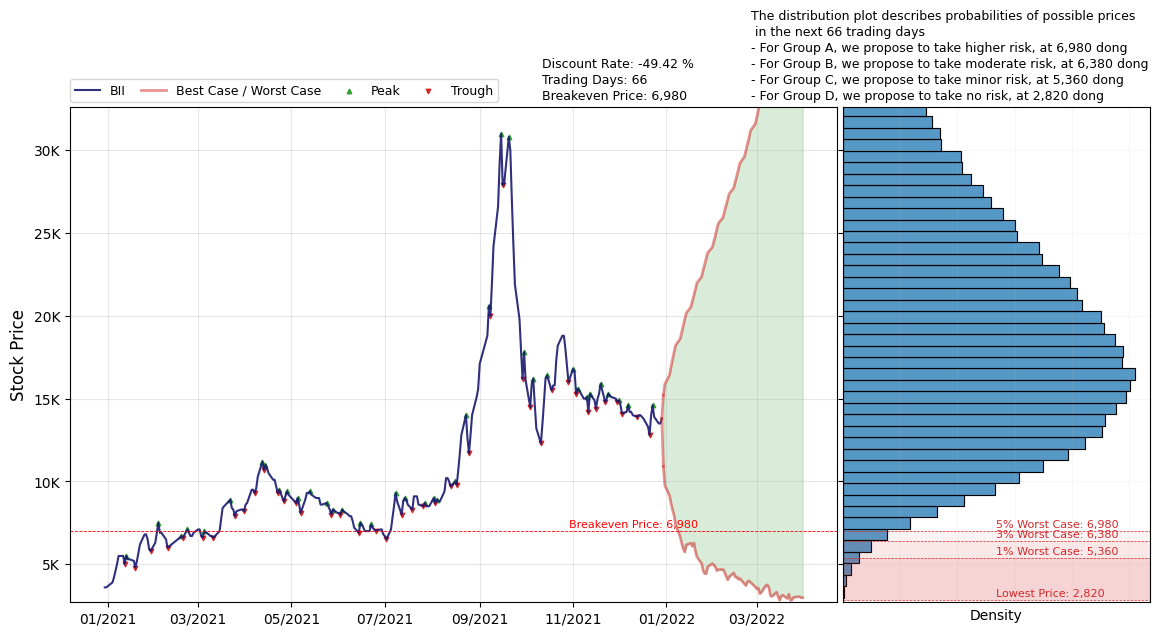 The distribution plot describes probabilities of possible prices
in the next 66 trading days
- For Group A, we propose to take higher risk, at 6,980 dong
- For Group B, we propose to take moderate risk, at 6,380 dong
- For Group C, we propose to take minor risk, at 5,360 dong
- For Group D, we propose to take no risk, at 2,820 dong
Discount Rate: -49.42 %
Trading Days: 66
Breakeven Price: 6,980
BII
Best Case / Worst Case
Peak
Trough
Stock Price
30K
25K
20K
15K
10K
5K
Breakeven Price: 6,980
5% Worst Case: 6,980
3% Worst Case: 6,380
1% Worst Case: 5,360
Lowest Price: 2,820
01/2021
03/2021
05/2021
07/2021
09/2021
11/2021
01/2022
03/2022
Density